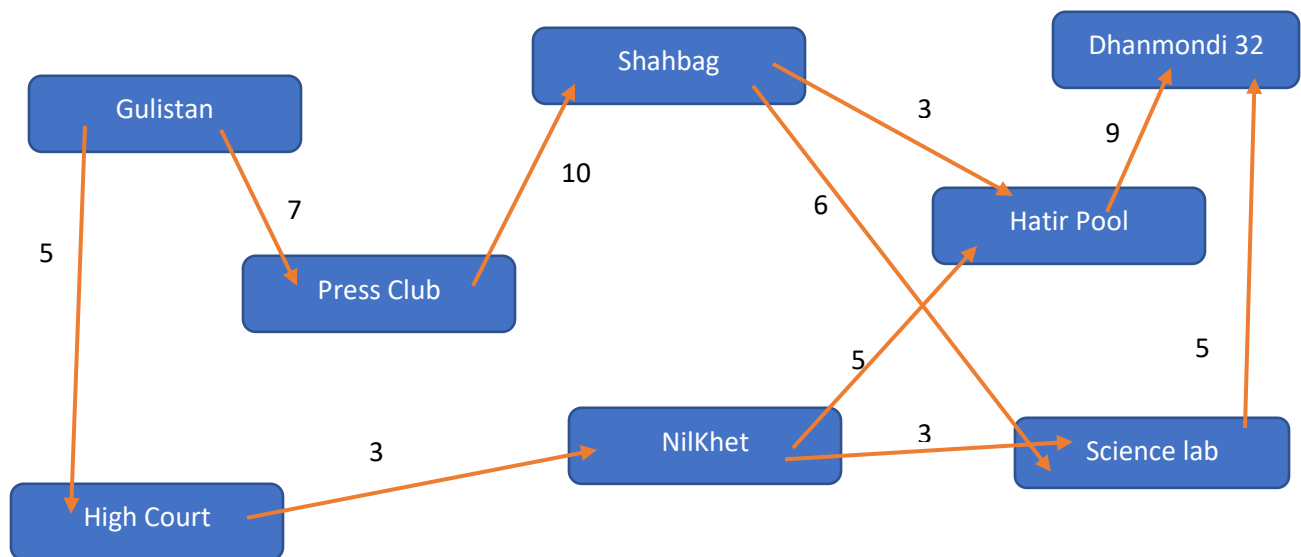 Dhanmondi 32
Shahbag
Gulistan
3
9
10
7
6
Hatir Pool
5
Press Club
5
5
NilKhet
3
3
Science lab
High Court